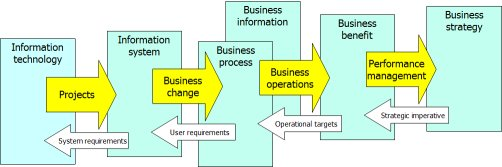 Information
technology
Projects
System requirements
Information
system
Business
change
User requirements
Business
information
Business
process
Business
operations
Operational targets
Business
benefit
Performance
management
Strategic imperative
Business
strategy